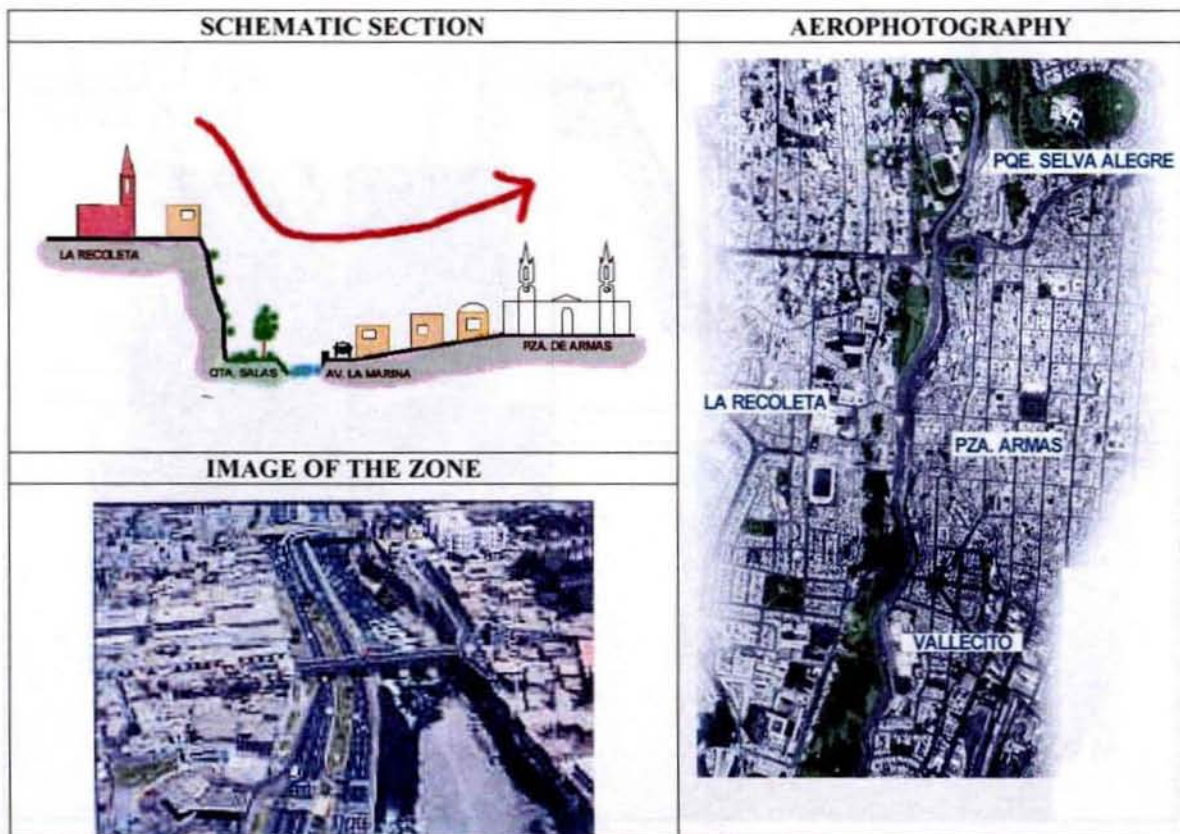 SCHEMATIC SECTION
LA RECOLETA
QTA. SALAS
AV. LA MARINA
PZA. DE ARMAS
IMAGE OF THE ZONE
AEROPHOTOGRAPHY
PQE. SELVA ALEGRE
LA RECOLETA
PZA. ARMAS
VALLECITO